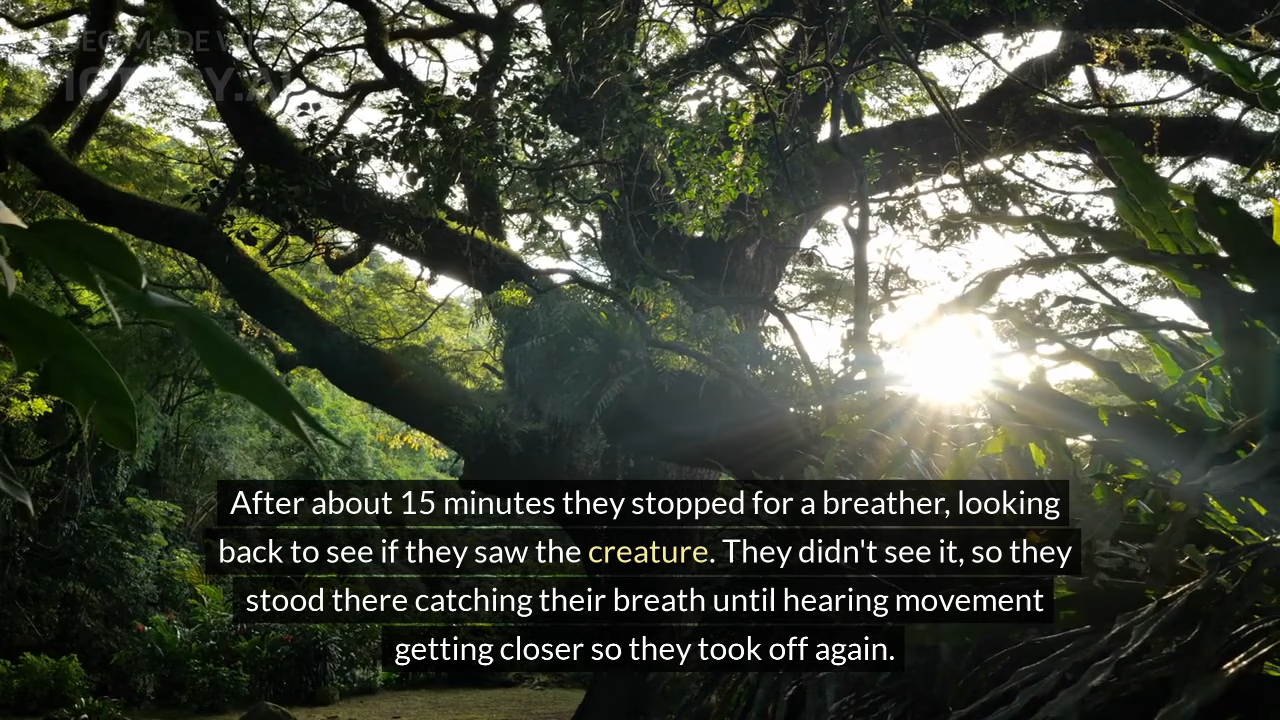 After about 15 minutes they stopped for a breather, looking
back to see if they saw the creature. They didn't see it, so they
stood there catching their breath until hearing movement
getting closer so they took off again.